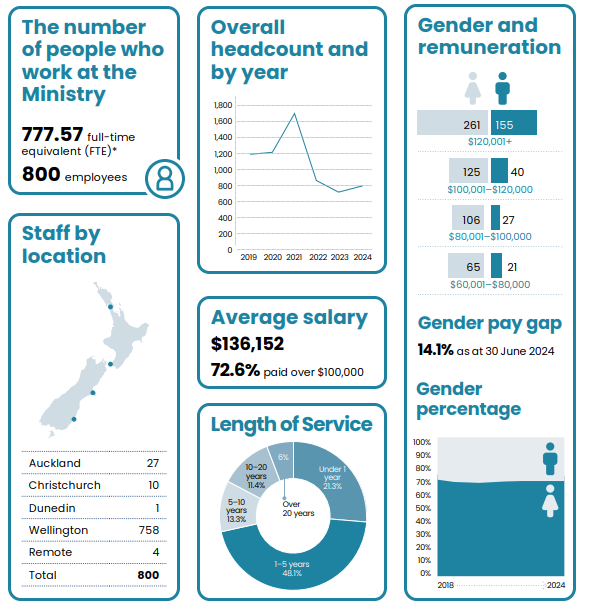 The number
of people who
work at the
Ministry
777.57 full-time
equivalent (FTE)*
800 employees
Staff by
location
Auckland 27
Christchurch 10
Dunedin 1
Wellington 758
Remote 4
Total 800
Overall
headcount and
by year
1,800
1,600
1,400
1,200
1,000
800
600
400
200
0
2019 2020 2021 2022 2023 2024
Average salary
$136,152
72.6% paid over $100,000
Length of Service
6%
Under 1
year
21.3%
10–20
years
11.4%
5–10
years
13.3%
Over
20 years
1–5 years
48.1%
Gender and
remuneration
261 155
$120,001+
125 40
$100,001–$120,000
106 27
$80,001–$100,000
65 21
$60,001–$80,000
Gender pay gap
14.1% as at 30 June 2024
Gender
percentage
100%
90%
80%
70%
60%
50%
40%
30%
20%
10%
0%
2018 2024